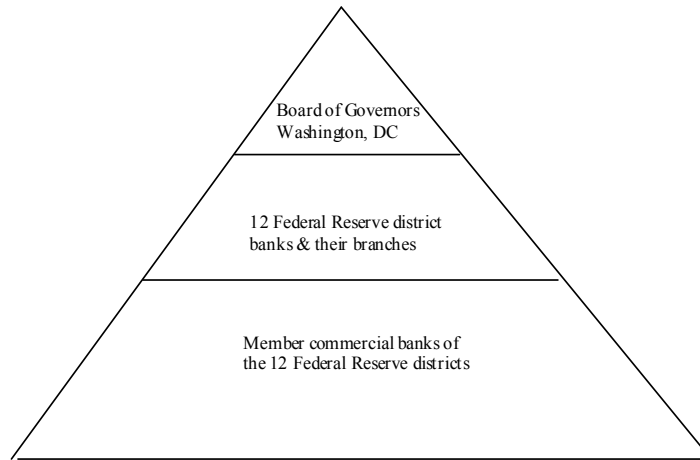 Board of Governors
Washington, DC
12 Federal Reserve district
banks & their branches
Member commercial banks of
the 12 Federal Reserve districts